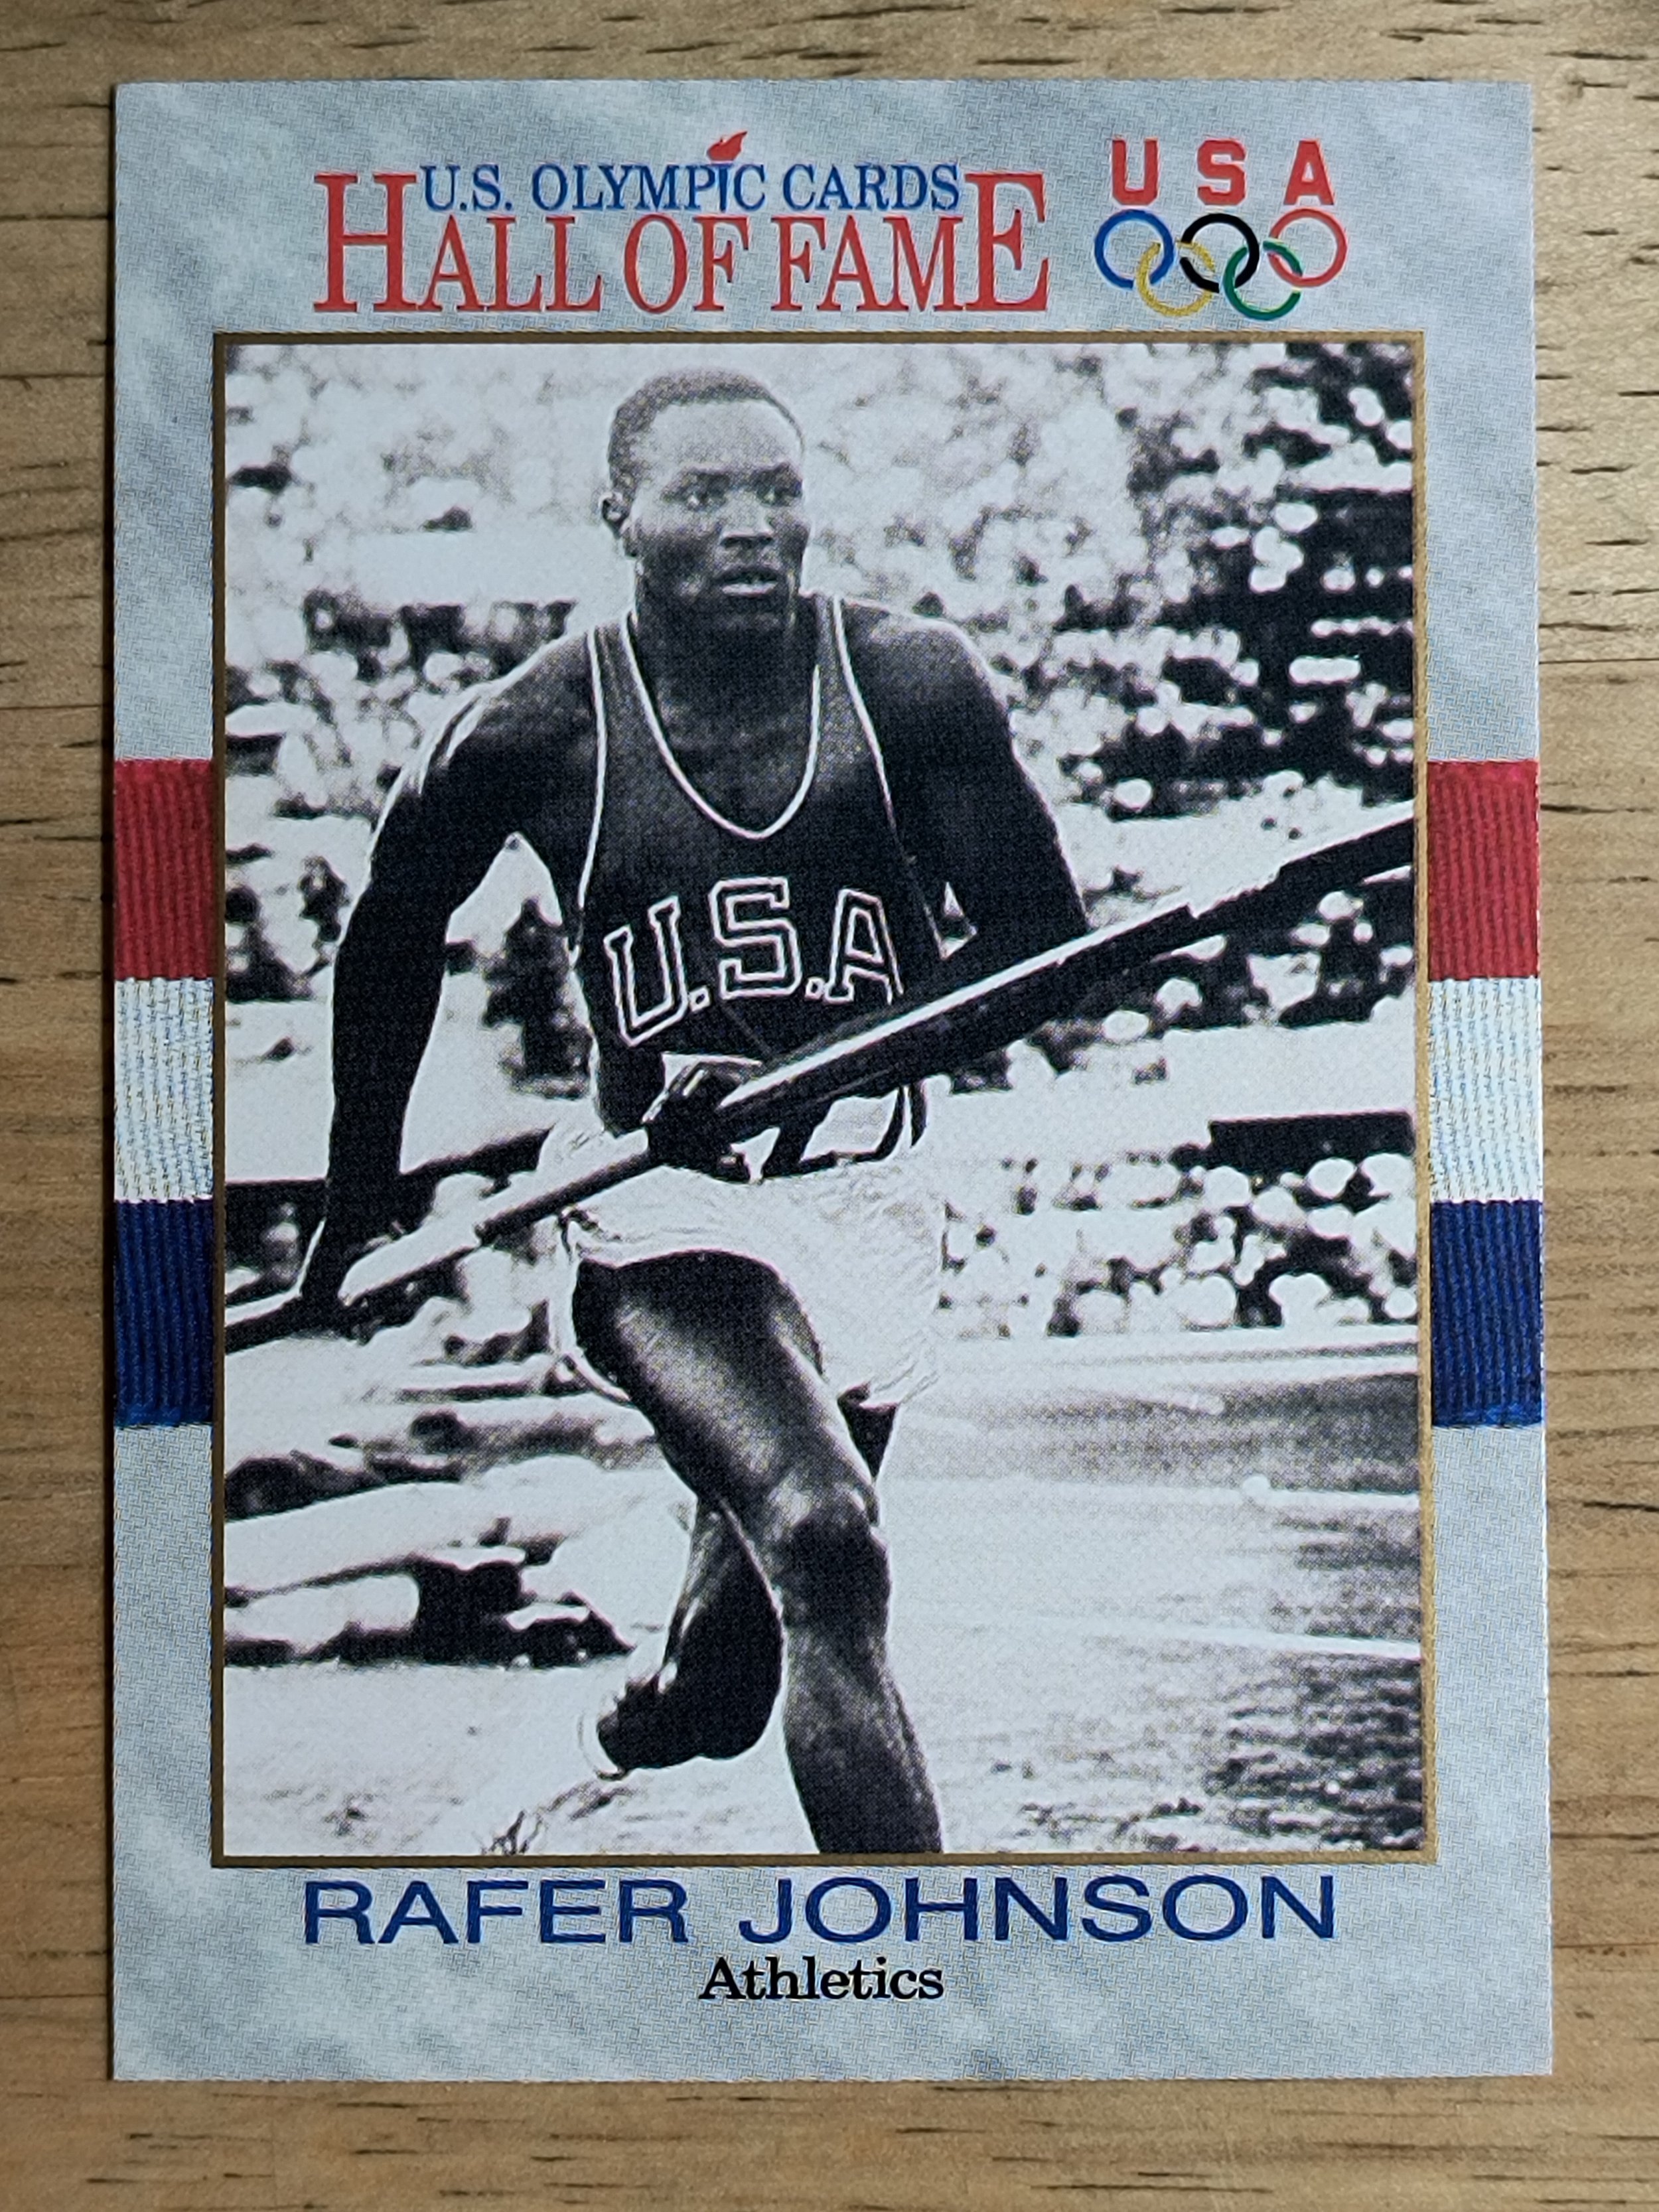 U.S. OLYMPIC CARDS
HALL OF FAME
USA
U.S.A
RAFER JOHNSON
Athletics